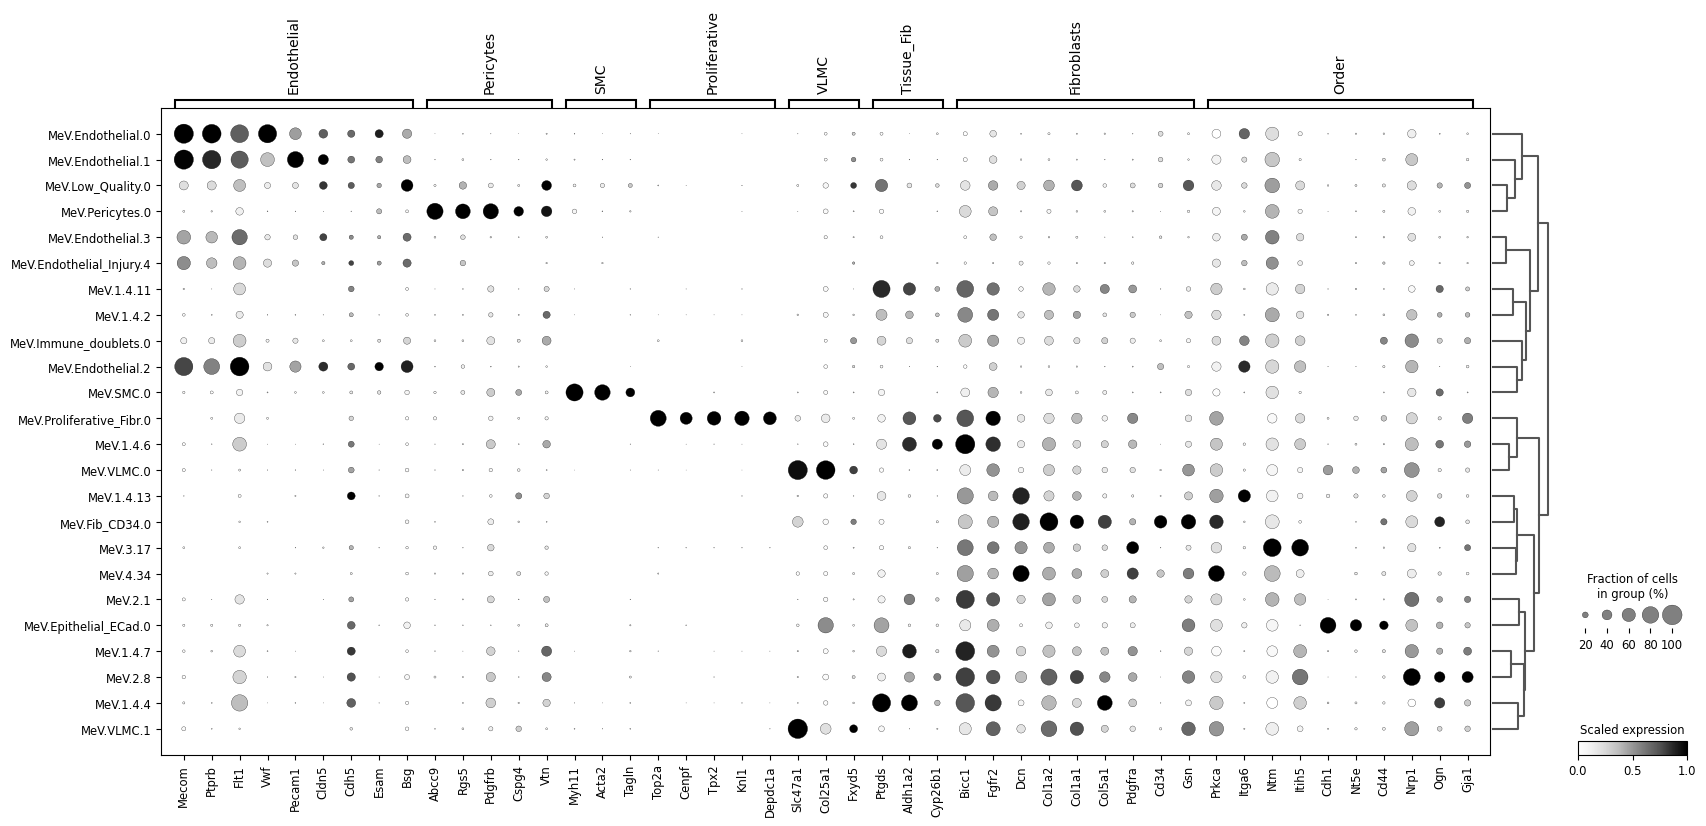 Endothelial
Pericytes
SMC
Proliferative
VLMC
Tissue_Fib
Fibroblasts
Order
MeV.Endothelial.0
MeV.Endothelial.1
MeV.Low_Quality.0
MeV.Pericytes.0
MeV.Endothelial.3
MeV.Endothelial_Injury.4
MeV.1.4.11
MeV.1.4.2
MeV.Immune_doublets.0
MeV.Endothelial.2
MeV.SMC.0
MeV.Proliferative_Fibr.0
MeV.1.4.6
MeV.VLMC.0
MeV.1.4.13
MeV.Fib_CD34.0
MeV.3.17
MeV.4.34
MeV.2.1
MeV.Epithelial_ECad.0
MeV.1.4.7
MeV.2.8
MeV.1.4.4
MeV.VLMC.1
Mecom
Ptprb
Flt1
Vwf
Pecam1
Cldn5
Cdh5
Esam
Bsg
Abcc9
Rgs5
Pdgfrb
Cspg4
Vtn
Myh11
Acta2
Tagln
Top2a
Cenpf
Tpx2
Knl1
Depdc1a
Slc47a1
Col25a1
Fxyd5
Ptgds
Aldh1a2
Cyp26b1
Bicc1
Fgfr2
Dcn
Col1a2
Col1a1
Col5a1
Pdgfra
Cd34
Gsn
Prkca
Itga6
Ntm
Itih5
Cdh1
Nt5e
Cd44
Nrp1
Ogn
Gja1
Fraction of cells
in group (%)
20 40 60 80 100
Scaled expression
0.0 0.5 1.0